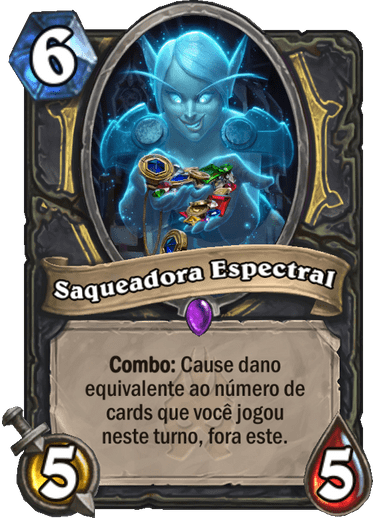 6
Saqueadora Espectral
Combo: Cause dano
equivalente ao número de
cards que você jogou
neste turno, fora este.
5
5